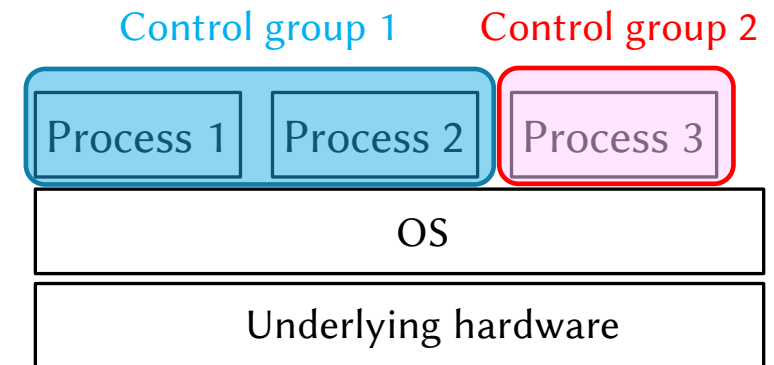 Control group 1 Control group 2
Process 1 Process 2 Process 3
OS
Underlying hardware